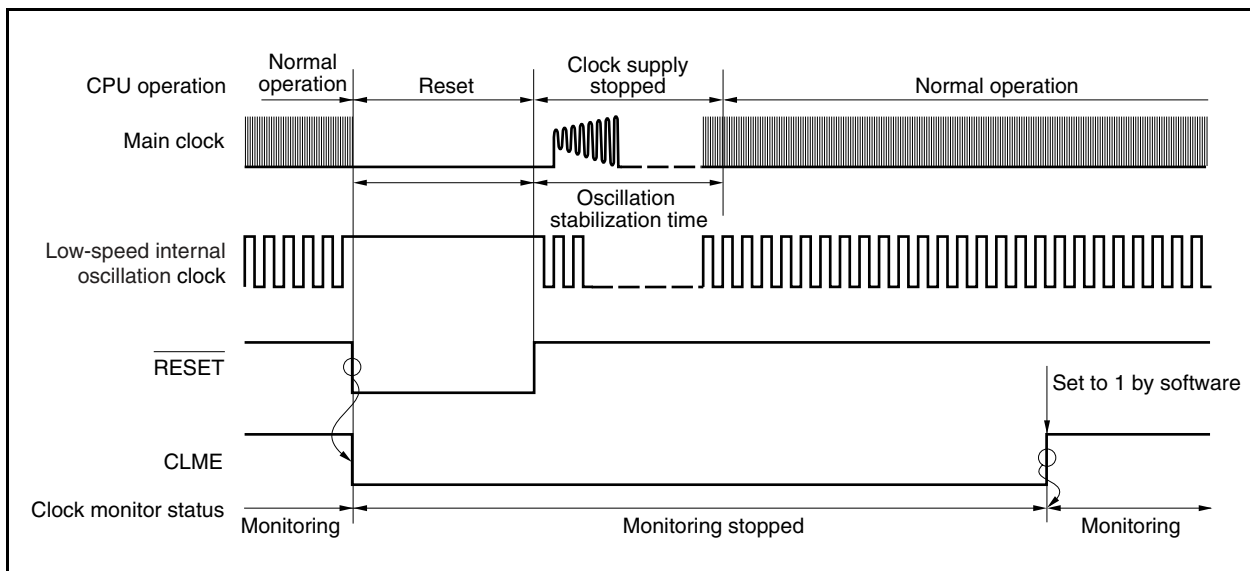 Normal
operation
Clock supply
stopped
CPU operation
Reset
Normal operation
Main clock
Oscillation
stabilization time
Low-speed internal
oscillation clock
RESET
Set to 1 by software
CLME
Clock monitor status
Monitoring
Monitoring stopped
Monitoring